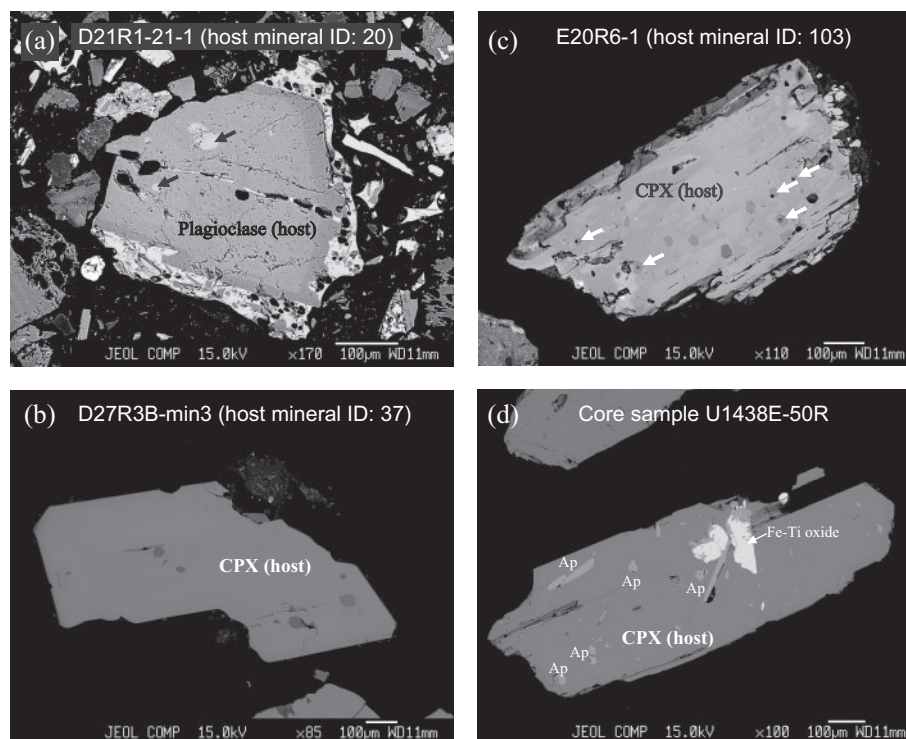 (a) D21R1-21-1 (host mineral ID: 20)
Plagioclase (host)
JEOL COMP 15.0kV ×170 100µm WD11mm
(c) E20R6-1 (host mineral ID: 103)
CPX (host)
JEOL COMP 15.0kV ×110 100µm WD11mm
(b) D27R3B-min3 (host mineral ID: 37)
CPX (host)
JEOL COMP 15.0kV ×85 100µm WD11mm
(d) Core sample U1438E-50R
Fe-Ti oxide
Ap
Ap
Ap
CPX (host)
Ap
Ap
JEOL COMP 15.0kV ×100 100µm WD11mm